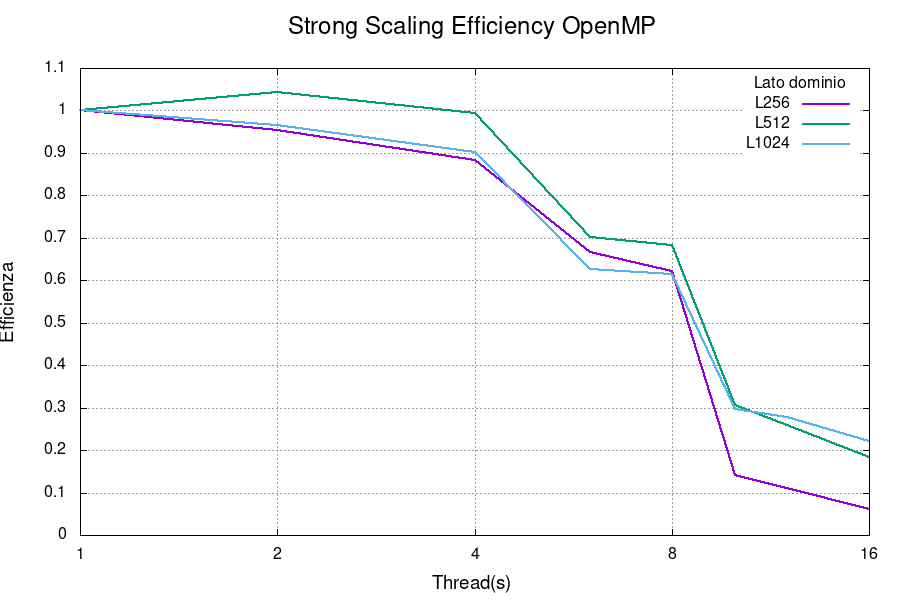 Strong Scaling Efficiency OpenMP
1.1
1
0.9
0.8
0.7
0.6
0.5
0.4
0.3
0.2
0.1
0
Efficienza
Lato dominio
L256
L512
L1024
1 2 4 8 16
Thread(s)